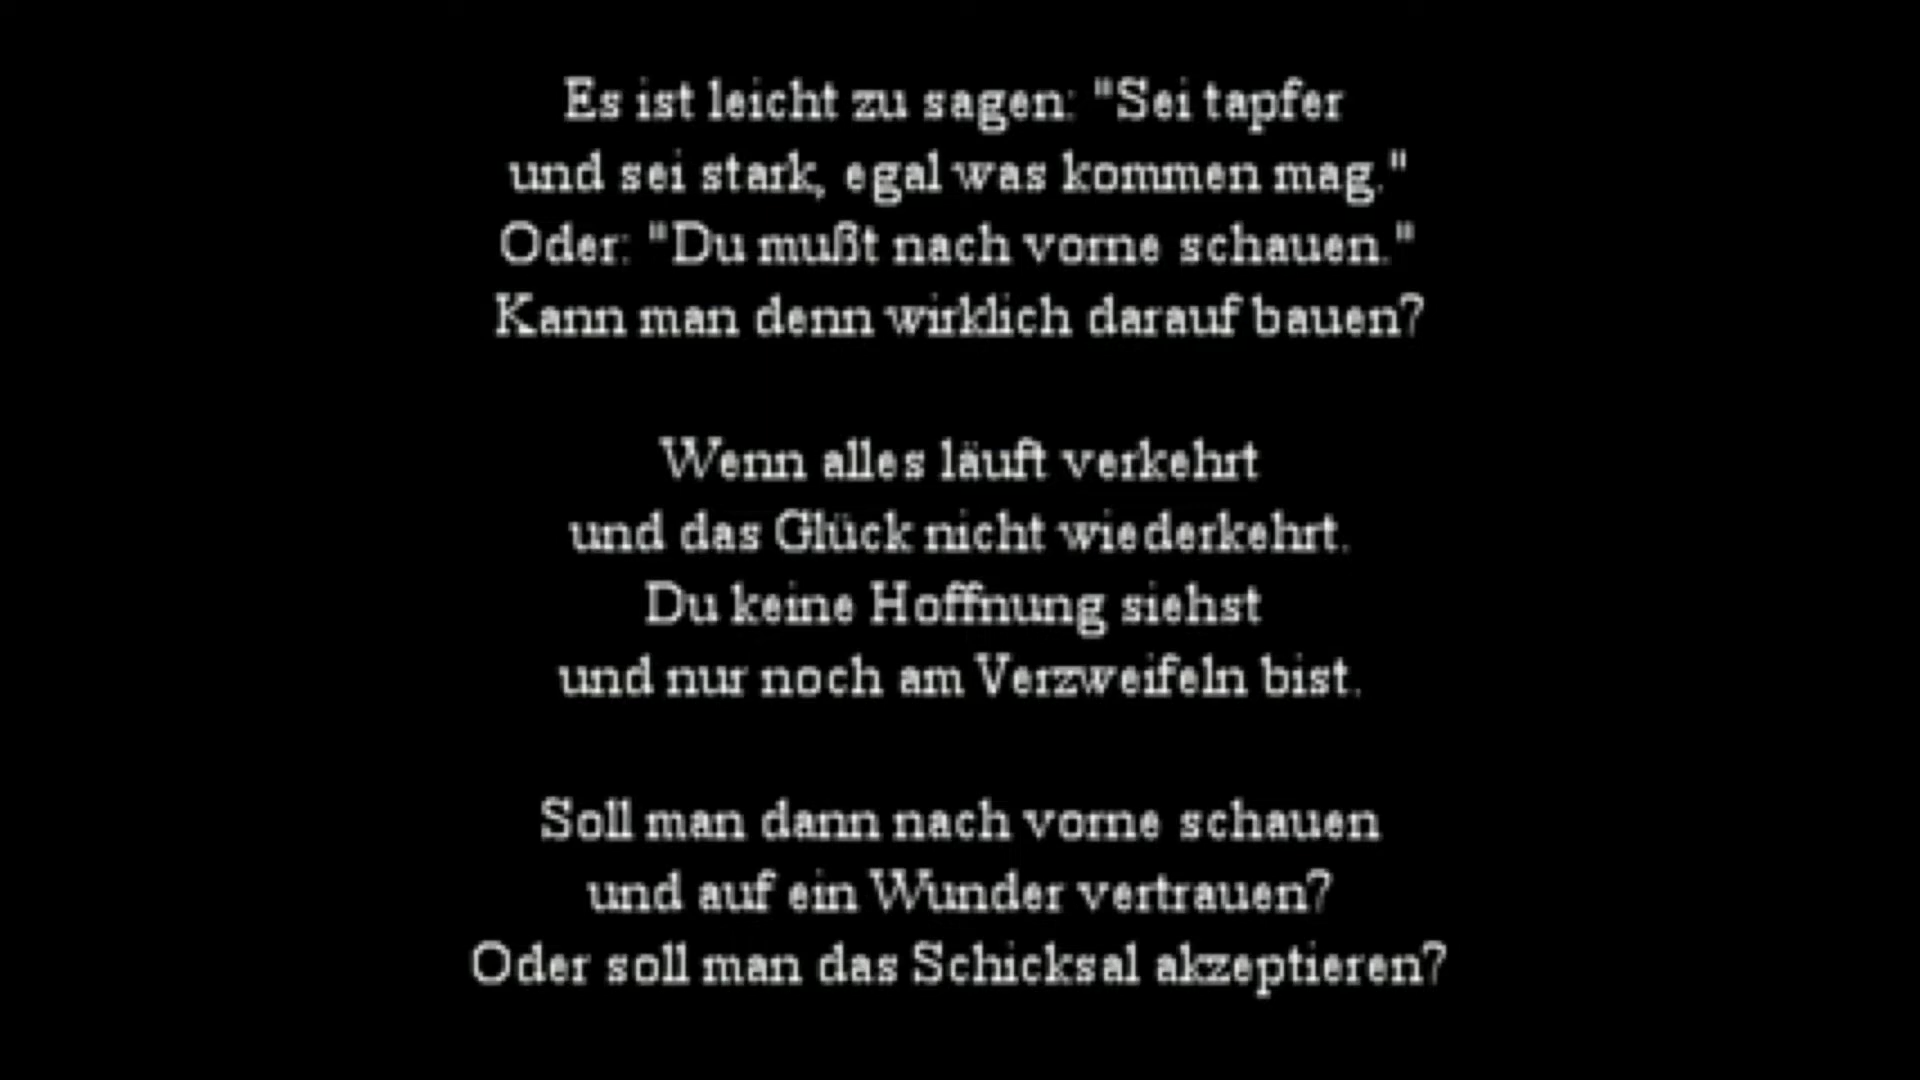 Es ist leicht zu sagen: "Sei tapfer
und sei stark, egal was kommen mag."
Oder: "Du mußt nach vorne schauen."
Kann man denn wirklich darauf bauen?
Wenn alles läuft verkehrt
und das Glück nicht wiederkehrt.
Du keine Hoffnung siehst
und nur noch am Verzweifeln bist.
Soll man dann nach vorne schauen
und auf ein Wunder vertrauen?
Oder soll man das Schicksal akzeptieren?